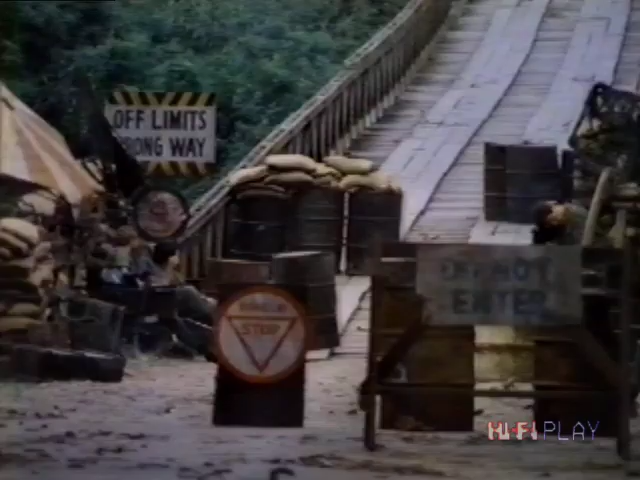 OFF LIMITS
WRONG WAY
STOP
DO NOT
ENTER
HI-FI PLAY